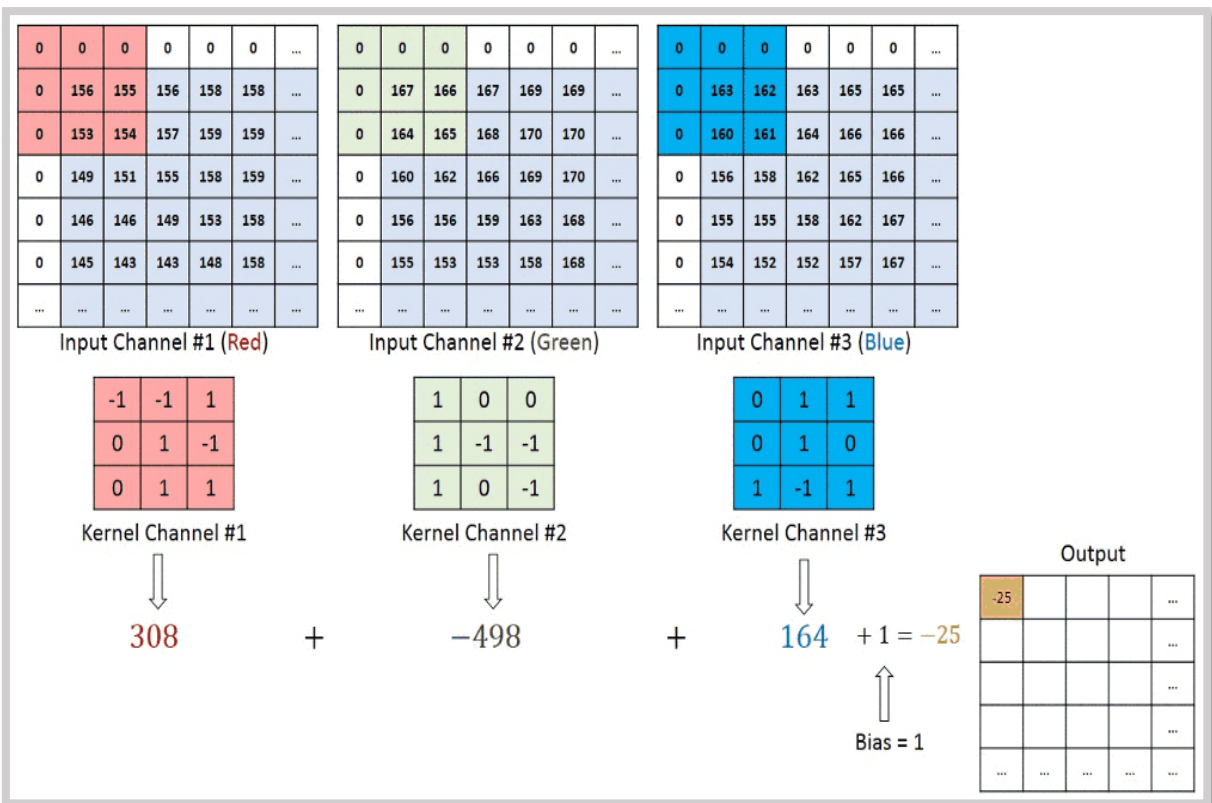 0 0 0 0 0 0 ... 0 0 0 0 0 0 ... 0 0 0 0 0 0 ...
0 156 155 156 158 158 ... 0 167 166 167 169 169 ... 0 163 162 163 165 165 ...
0 153 154 157 159 159 ... 0 164 165 168 170 170 ... 0 160 161 164 166 166 ...
0 149 151 155 158 159 ... 0 160 162 166 169 170 ... 0 156 158 162 165 166 ...
0 146 146 149 153 158 ... 0 156 156 159 163 168 ... 0 155 155 158 162 167 ...
0 145 143 143 148 158 ... 0 155 153 153 158 168 ... 0 154 152 152 157 167 ...
... ... ... ... ... ... ... ... ... ... ... ... ... ... ... ... ... ... ... ... ...
Input Channel #1 (Red) Input Channel #2 (Green) Input Channel #3 (Blue)
-1 -1 1 1 0 0 0 1 1
0 1 -1 1 -1 -1 0 1 0
0 1 1 1 0 -1 1 -1 1
Kernel Channel #1 Kernel Channel #2 Kernel Channel #3
308 + −498 + 164 + 1 = −25
Bias = 1
Output
-25 ...
...
...
...
... ... ... ... ...